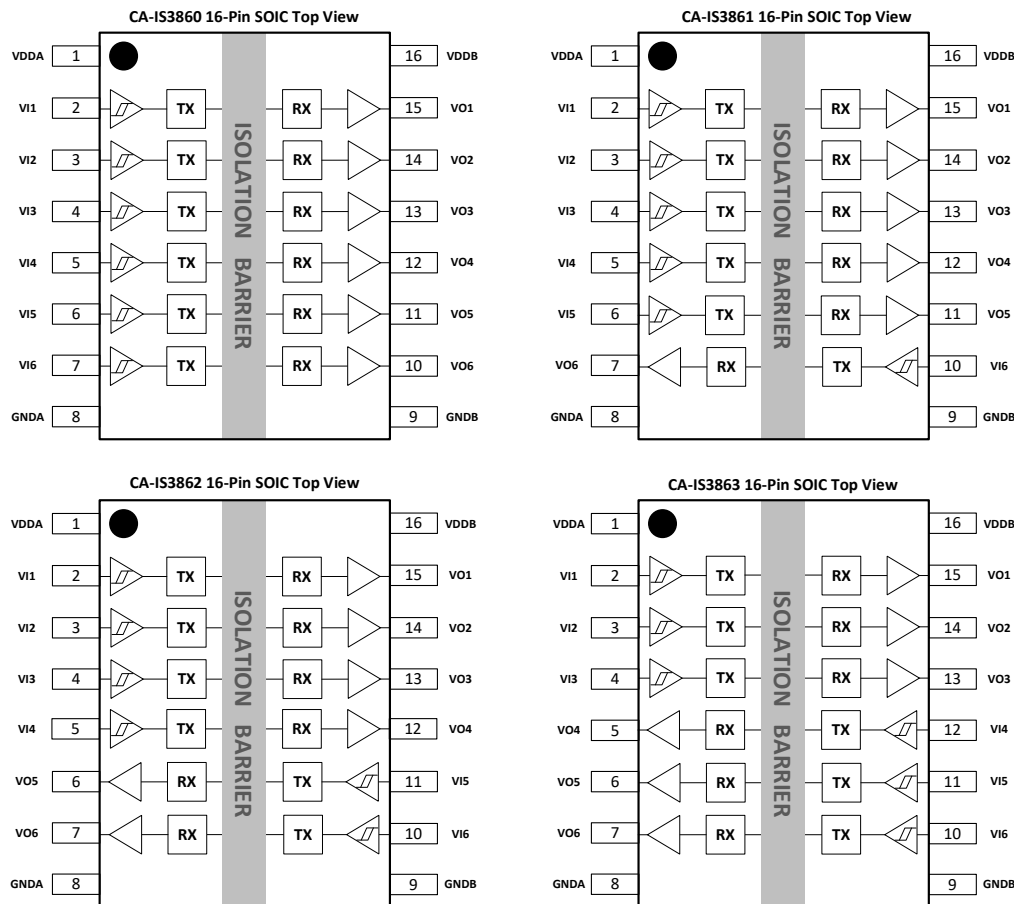 CA-IS3860 16-Pin SOIC Top View
VDDA 1 16 VDDB
VI1 2 TX RX 15 VO1
VI2 3 TX RX 14 VO2
VI3 4 TX RX 13 VO3
VI4 5 TX RX 12 VO4
VI5 6 TX RX 11 VO5
VI6 7 TX RX 10 VO6
GNDA 8 9 GNDB
ISOLATION BARRIER
CA-IS3861 16-Pin SOIC Top View
VDDA 1 16 VDDB
VI1 2 TX RX 15 VO1
VI2 3 TX RX 14 VO2
VI3 4 TX RX 13 VO3
VI4 5 TX RX 12 VO4
VI5 6 TX RX 11 VO5
VO6 7 RX TX 10 VI6
GNDA 8 9 GNDB
ISOLATION BARRIER
CA-IS3862 16-Pin SOIC Top View
VDDA 1 16 VDDB
VI1 2 TX RX 15 VO1
VI2 3 TX RX 14 VO2
VI3 4 TX RX 13 VO3
VI4 5 TX RX 12 VO4
VO5 6 RX TX 11 VI5
VO6 7 RX TX 10 VI6
GNDA 8 9 GNDB
ISOLATION BARRIER
CA-IS3863 16-Pin SOIC Top View
VDDA 1 16 VDDB
VI1 2 TX RX 15 VO1
VI2 3 TX RX 14 VO2
VI3 4 TX RX 13 VO3
VO4 5 RX TX 12 VI4
VO5 6 RX TX 11 VI5
VO6 7 RX TX 10 VI6
GNDA 8 9 GNDB
ISOLATION BARRIER